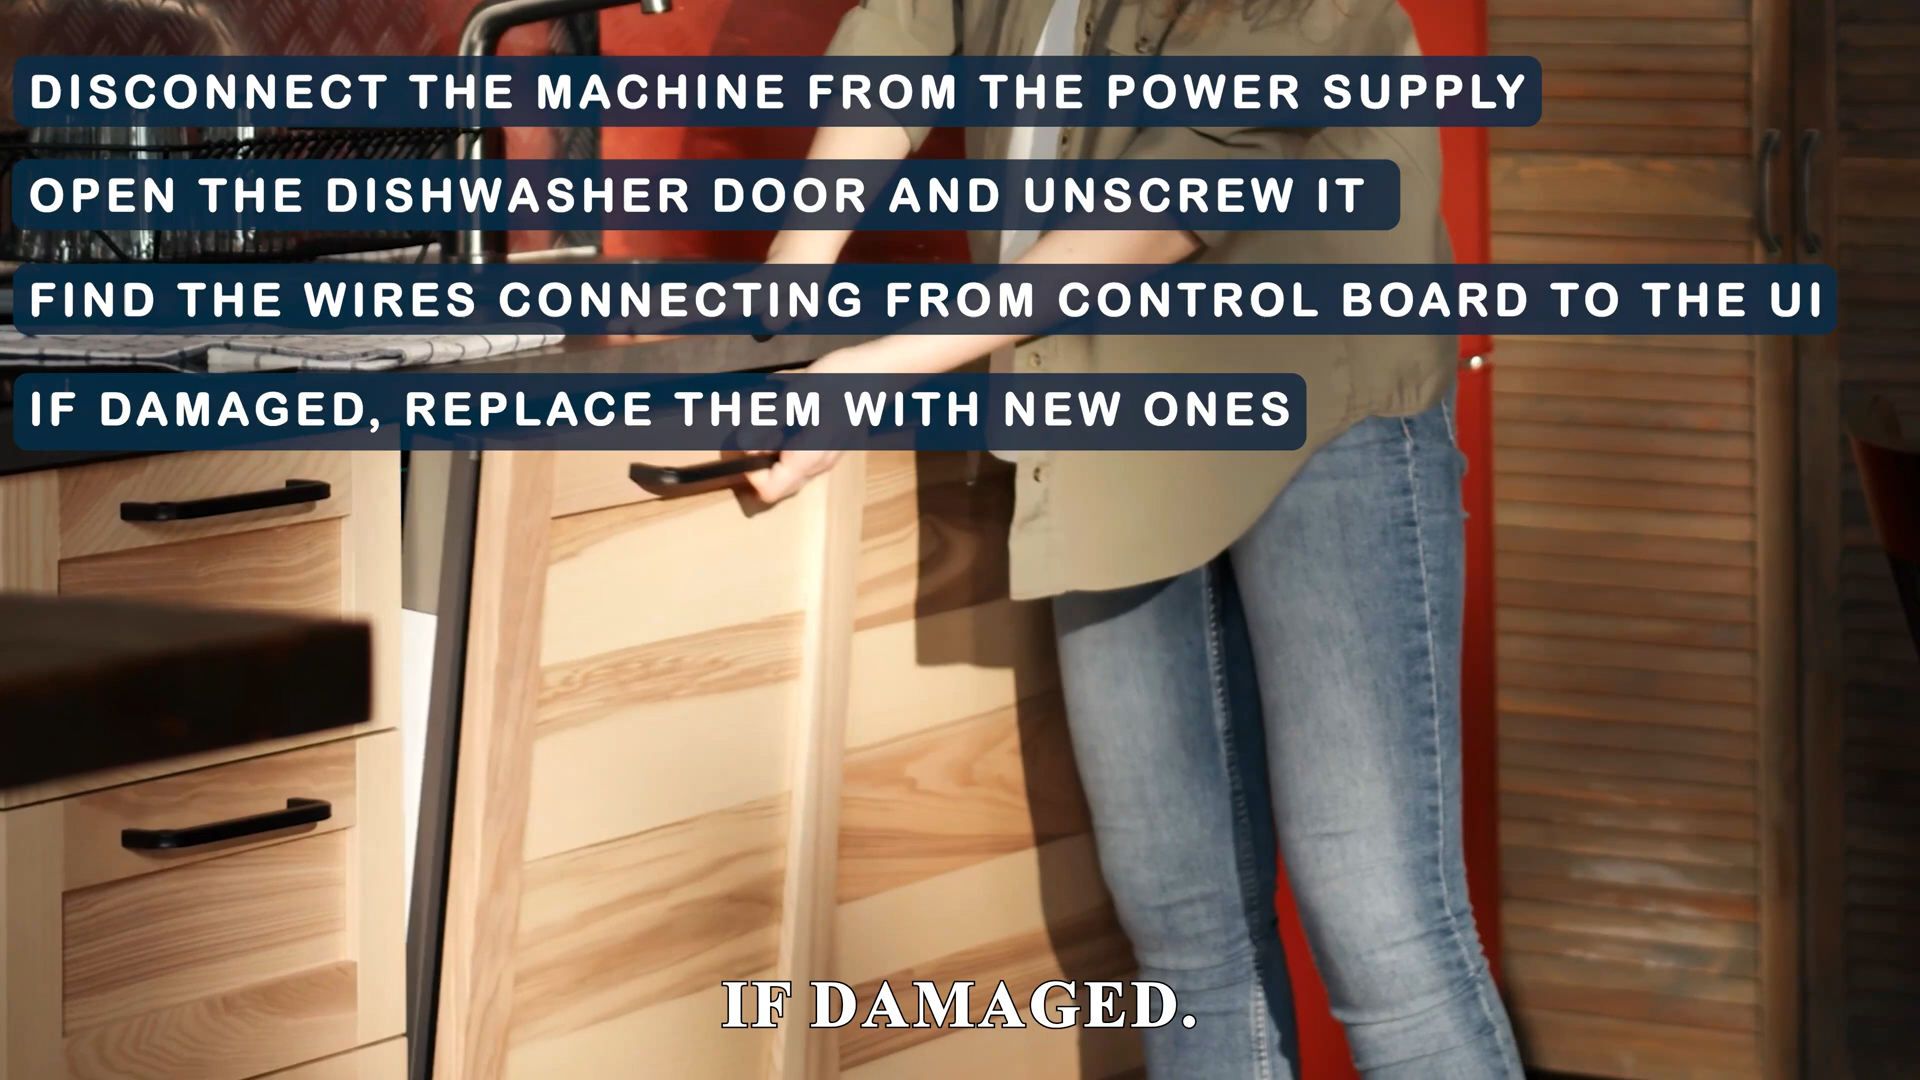 DISCONNECT THE MACHINE FROM THE POWER SUPPLY
OPEN THE DISHWASHER DOOR AND UNSCREW IT
FIND THE WIRES CONNECTING FROM CONTROL BOARD TO THE UI
IF DAMAGED, REPLACE THEM WITH NEW ONES
IF DAMAGED.